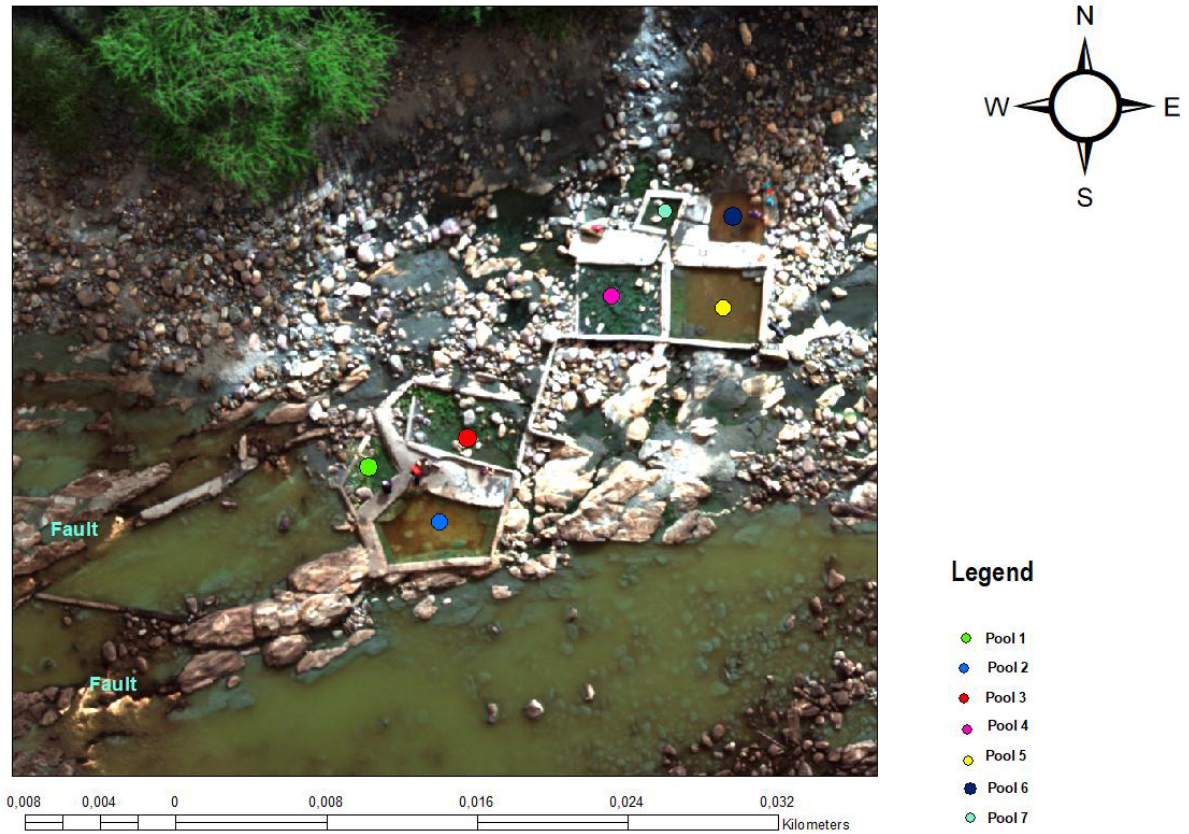 N
W E
S
Fault
Fault
Legend
Pool 1
Pool 2
Pool 3
Pool 4
Pool 5
Pool 6
Pool 7
0,008 0,004 0 0,008 0,016 0,024 0,032
Kilometers